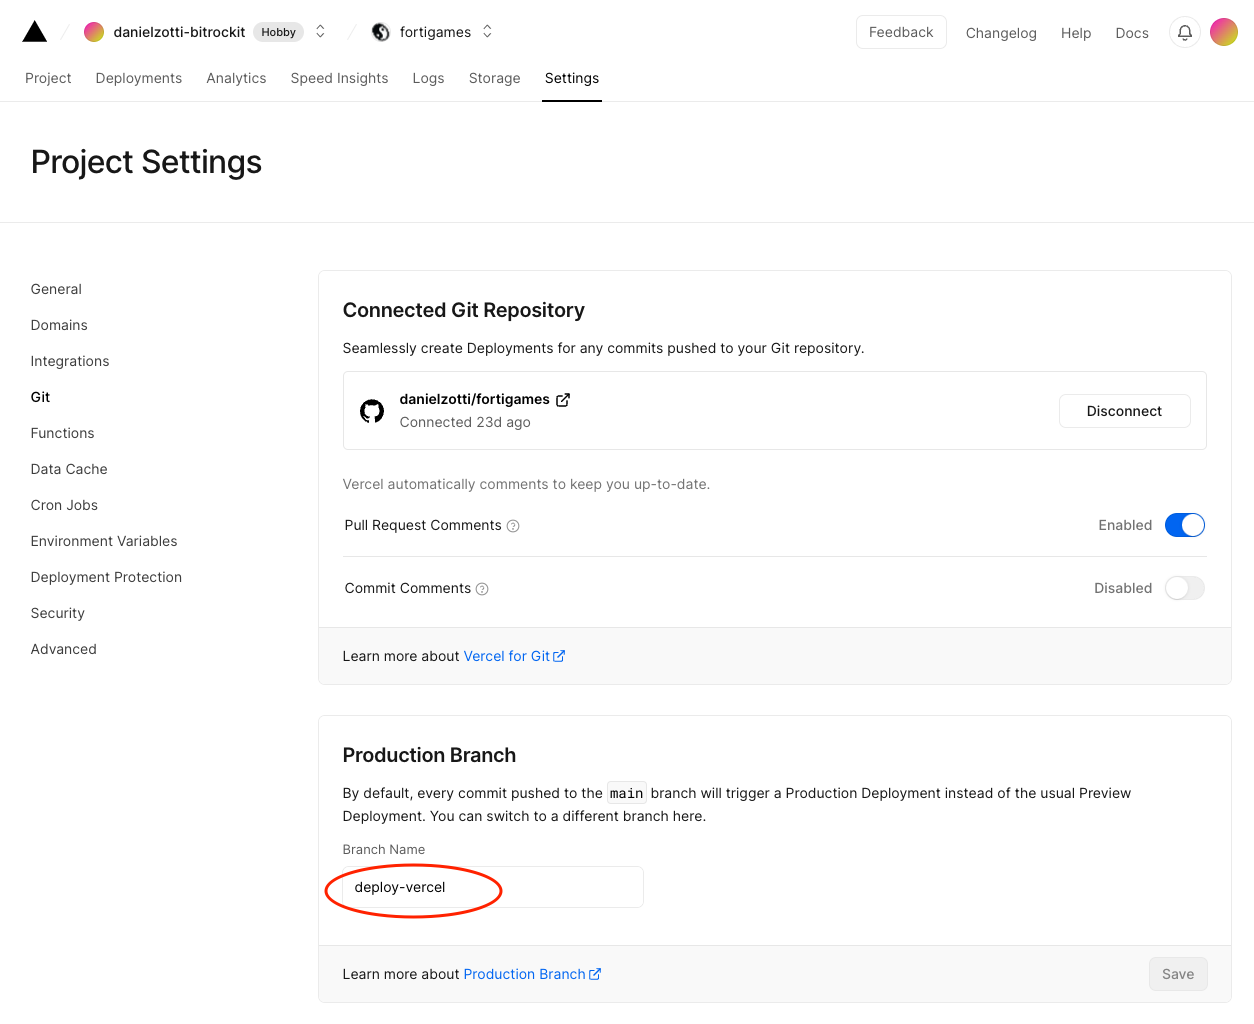 danielzotti-bitrockit Hobby fortigames Feedback Changelog Help Docs
Project Deployments Analytics Speed Insights Logs Storage Settings
Project Settings
General
Domains
Integrations
Git
Functions
Data Cache
Cron Jobs
Environment Variables
Deployment Protection
Security
Advanced
Connected Git Repository
Seamlessly create Deployments for any commits pushed to your Git repository.
danielzotti/fortigames
Connected 23d ago
Disconnect
Vercel automatically comments to keep you up-to-date.
Pull Request Comments ? Enabled
Commit Comments ? Disabled
Learn more about Vercel for Git
Production Branch
By default, every commit pushed to the main branch will trigger a Production Deployment instead of the usual Preview
Deployment. You can switch to a different branch here.
Branch Name
deploy-vercel
Learn more about Production Branch Save